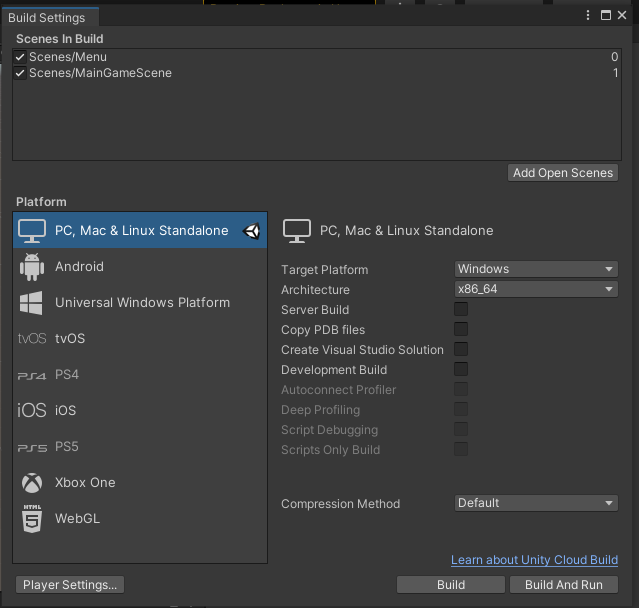 Build Settings
Scenes In Build
Scenes/Menu 0
Scenes/MainGameScene 1
Add Open Scenes
Platform
PC, Mac & Linux Standalone
Android
Universal Windows Platform
tvOS tvOS
PS4 PS4
iOS iOS
PS5 PS5
Xbox One
HTML 5 WebGL
PC, Mac & Linux Standalone
Target Platform Windows
Architecture x86_64
Server Build
Copy PDB files
Create Visual Studio Solution
Development Build
Autoconnect Profiler
Deep Profiling
Script Debugging
Scripts Only Build
Compression Method Default
Learn about Unity Cloud Build
Player Settings... Build Build And Run